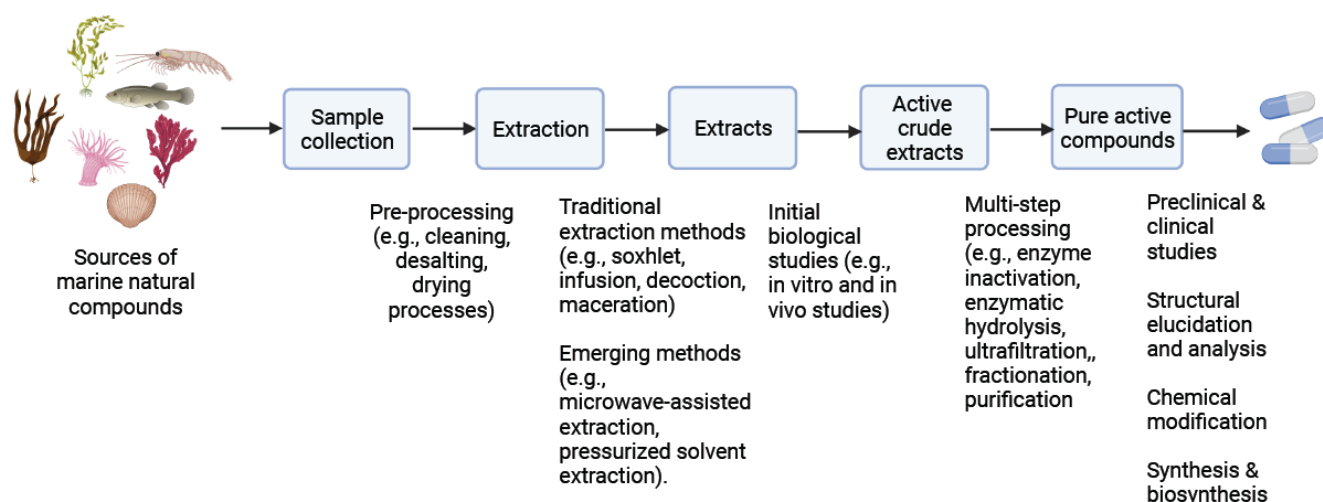 Sample
collection
Extraction
Extracts
Active
crude
extracts
Pure active
compounds
Sources of
marine natural
compounds
Pre-processing
(e.g., cleaning,
desalting,
drying
processes)
Traditional
extraction methods
(e.g., soxhlet,
infusion, decoction,
maceration)
Emerging methods
(e.g.,
microwave-assisted
extraction,
pressurized solvent
extraction).
Initial
biological
studies (e.g.,
in vitro and in
vivo studies)
Multi-step
processing
(e.g., enzyme
inactivation,
enzymatic
hydrolysis,
ultrafiltration,,
fractionation,
purification
Preclinical &
clinical
studies
Structural
elucidation
and analysis
Chemical
modification
Synthesis &
biosynthesis